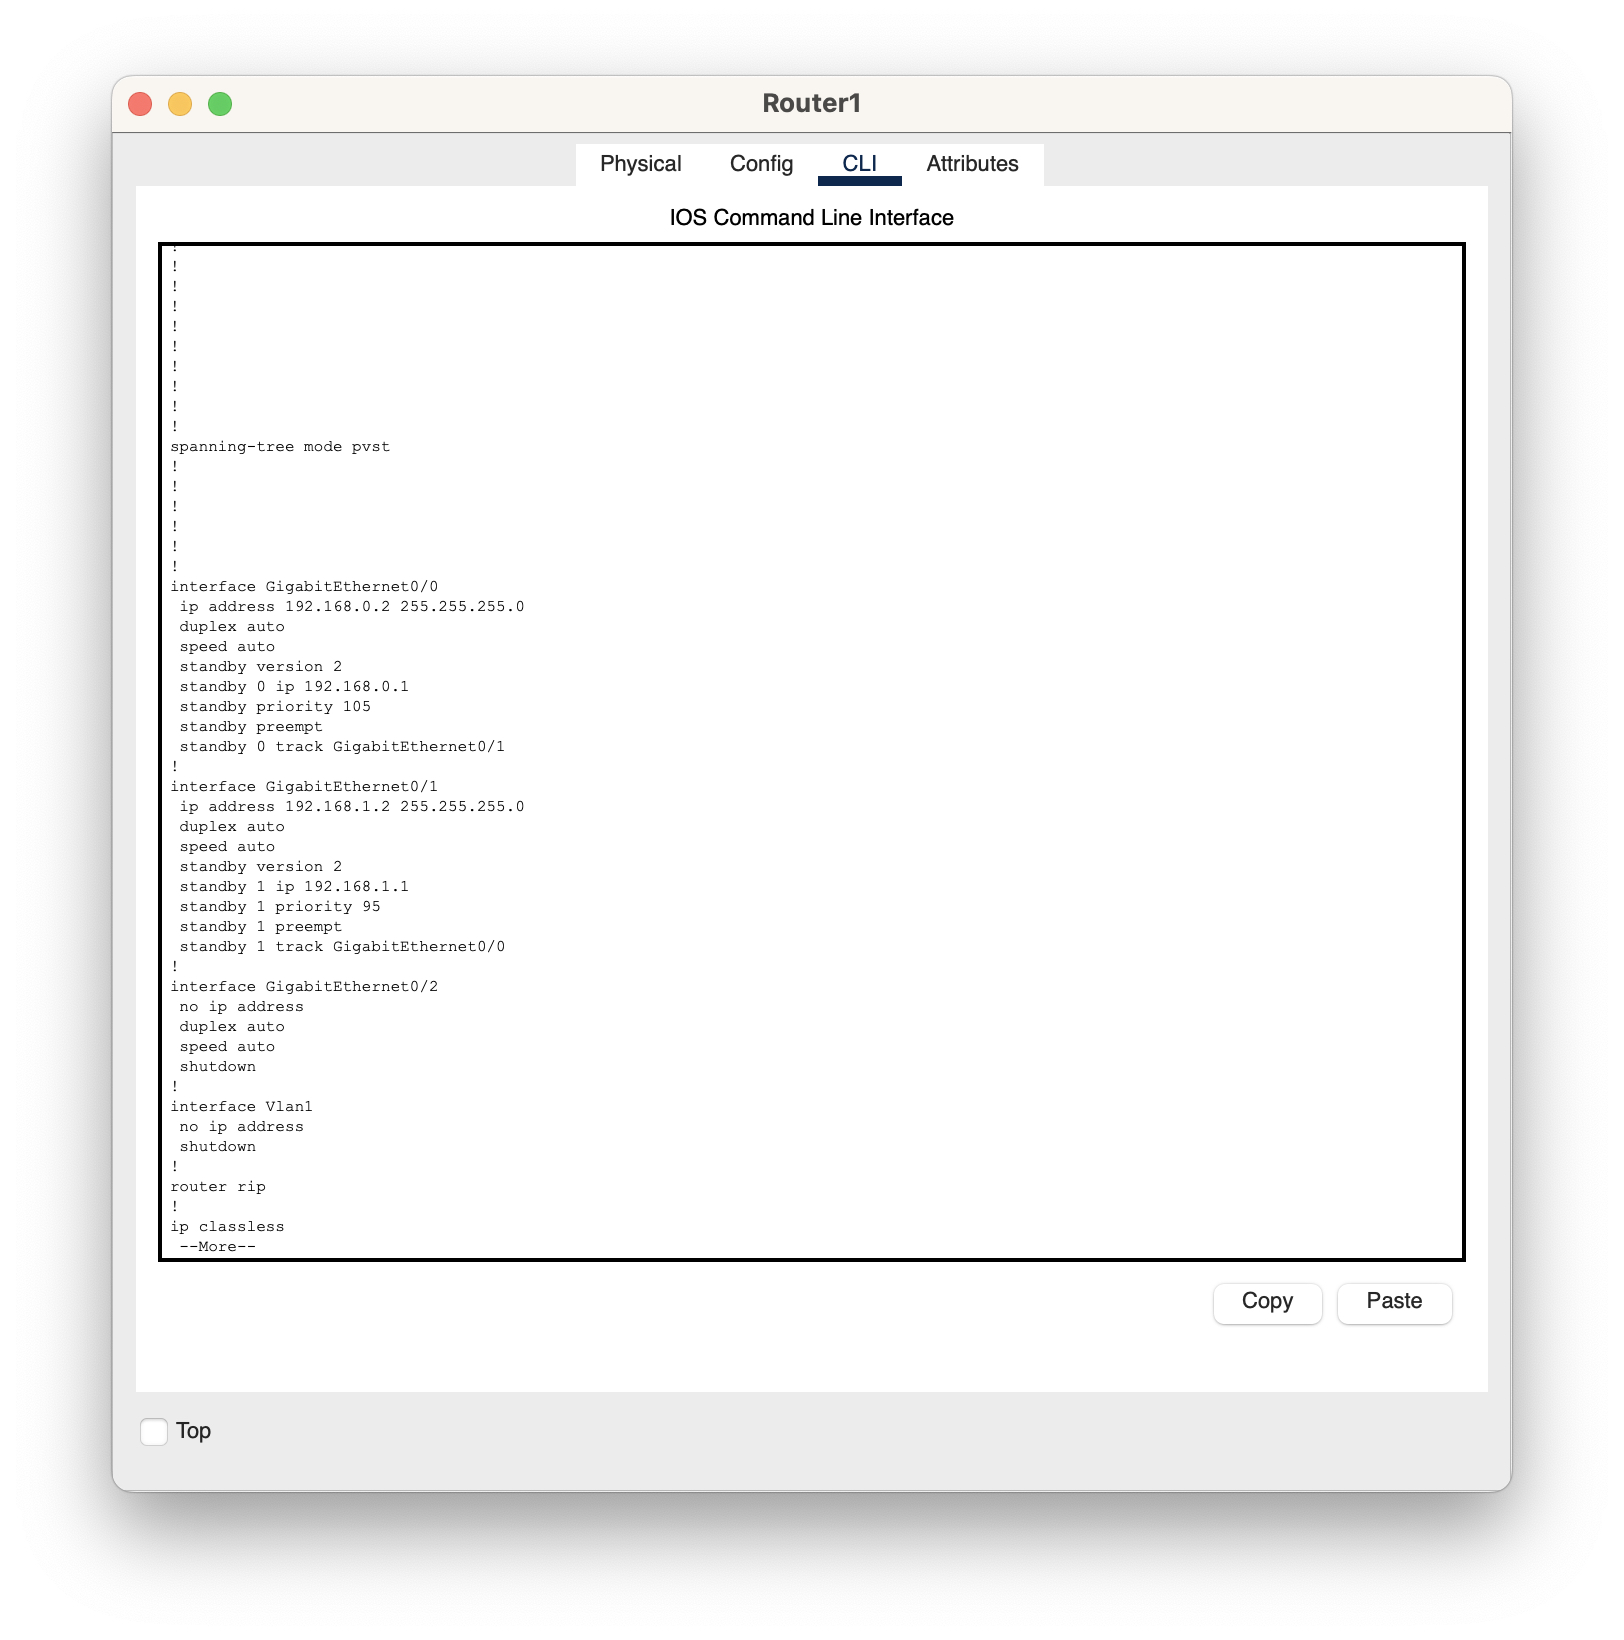 Router1
Physical Config CLI Attributes
IOS Command Line Interface
!
!
!
!
!
!
!
!
!
!
spanning-tree mode pvst
!
!
!
!
!
!
interface GigabitEthernet0/0
 ip address 192.168.0.2 255.255.255.0
 duplex auto
 speed auto
 standby version 2
 standby 0 ip 192.168.0.1
 standby priority 105
 standby preempt
 standby 0 track GigabitEthernet0/1
!
interface GigabitEthernet0/1
 ip address 192.168.1.2 255.255.255.0
 duplex auto
 speed auto
 standby version 2
 standby 1 ip 192.168.1.1
 standby 1 priority 95
 standby 1 preempt
 standby 1 track GigabitEthernet0/0
!
interface GigabitEthernet0/2
 no ip address
 duplex auto
 speed auto
 shutdown
!
interface Vlan1
 no ip address
 shutdown
!
router rip
!
ip classless
 --More--
Copy Paste
Top